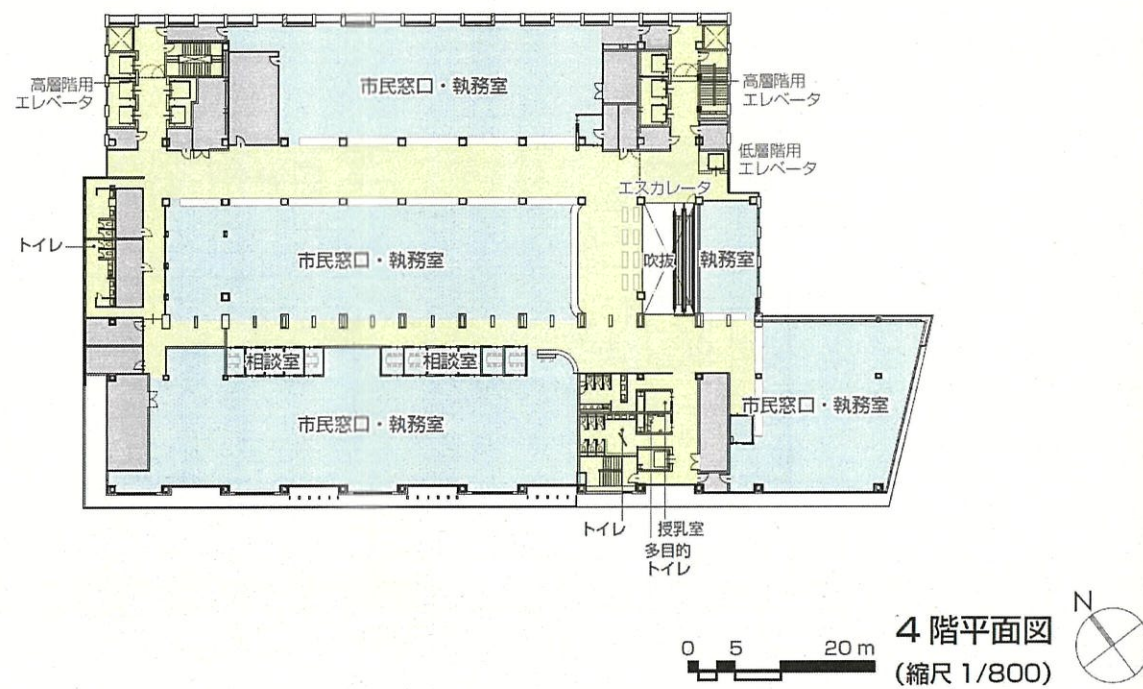 市民窓口・執務室
高層階用
エレベータ
高層階用
エレベータ
低層階用
エレベータ
エスカレータ
トイレ
市民窓口・執務室
吹抜
執務室
相談室
相談室
市民窓口・執務室
市民窓口・執務室
トイレ
授乳室
多目的
トイレ
0 5 20 m
4階平面図
(縮尺 1/800)
N